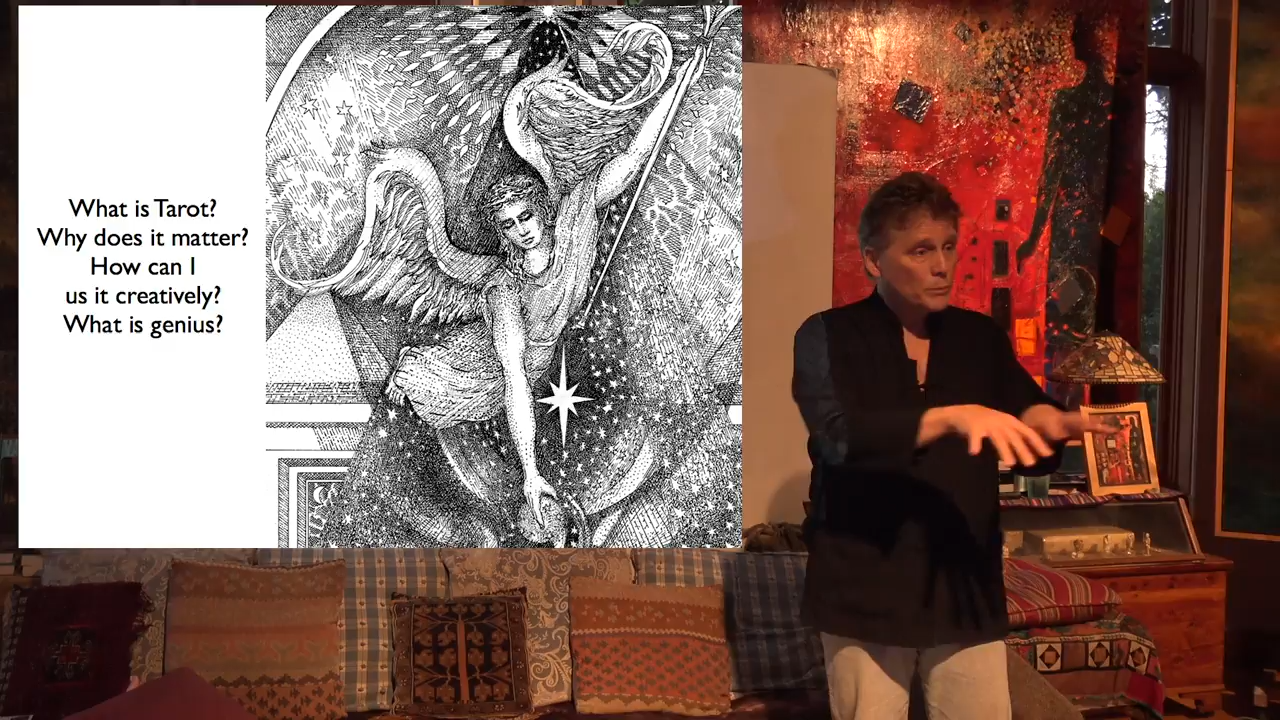 What is Tarot?
Why does it matter?
How can I
us it creatively?
What is genius?